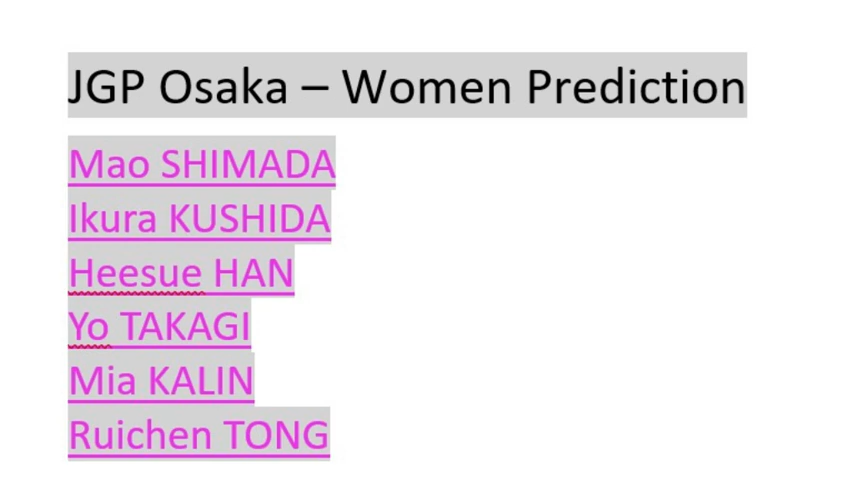 JGP Osaka – Women Prediction
Mao SHIMADA
Ikura KUSHIDA
Heesue HAN
Yo TAKAGI
Mia KALIN
Ruichen TONG